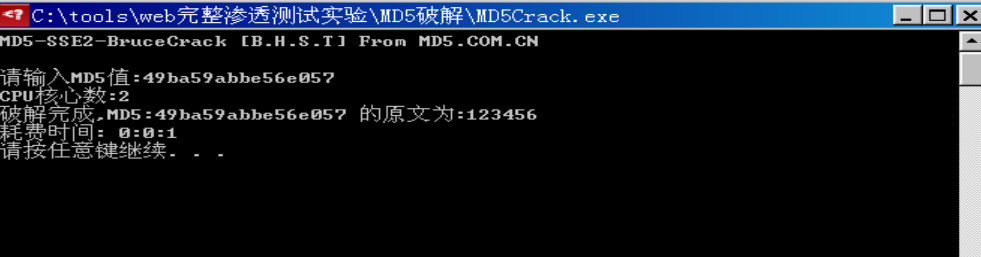 C:\tools\web完整渗透测试实验\MD5破解\MD5Crack.exe
MD5-SSE2-BruceCrack [B.H.S.T] From MD5.COM.CN
请输入MD5值:49ba59abbe56e057
CPU核心数:2
破解完成,MD5:49ba59abbe56e057 的原文为:123456
耗费时间: 0:0:1
请按任意键继续. . .